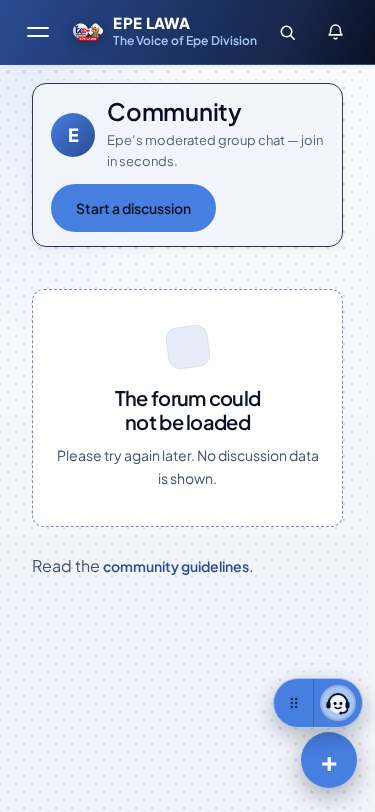 EPE LAWA
The Voice of Epe Division
E
Community
Epe's moderated group chat — join
in seconds.
Start a discussion
The forum could
not be loaded
Please try again later. No discussion data
is shown.
Read the community guidelines.
+